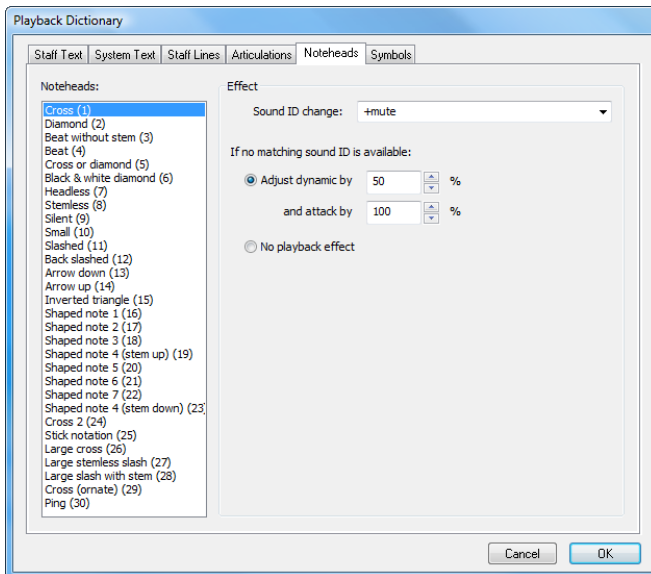 Playback Dictionary
Staff Text System Text Staff Lines Articulations Noteheads Symbols
Noteheads:
Cross (1)
Diamond (2)
Beat without stem (3)
Beat (4)
Cross or diamond (5)
Black & white diamond (6)
Headless (7)
Stemless (8)
Silent (9)
Small (10)
Slashed (11)
Back slashed (12)
Arrow down (13)
Arrow up (14)
Inverted triangle (15)
Shaped note 1 (16)
Shaped note 2 (17)
Shaped note 3 (18)
Shaped note 4 (stem up) (19)
Shaped note 5 (20)
Shaped note 6 (21)
Shaped note 7 (22)
Shaped note 4 (stem down) (23)
Cross 2 (24)
Stick notation (25)
Large cross (26)
Large stemless slash (27)
Large slash with stem (28)
Cross (ornate) (29)
Ping (30)
Effect
Sound ID change: +mute
If no matching sound ID is available:
Adjust dynamic by 50 %
and attack by 100 %
No playback effect
Cancel OK